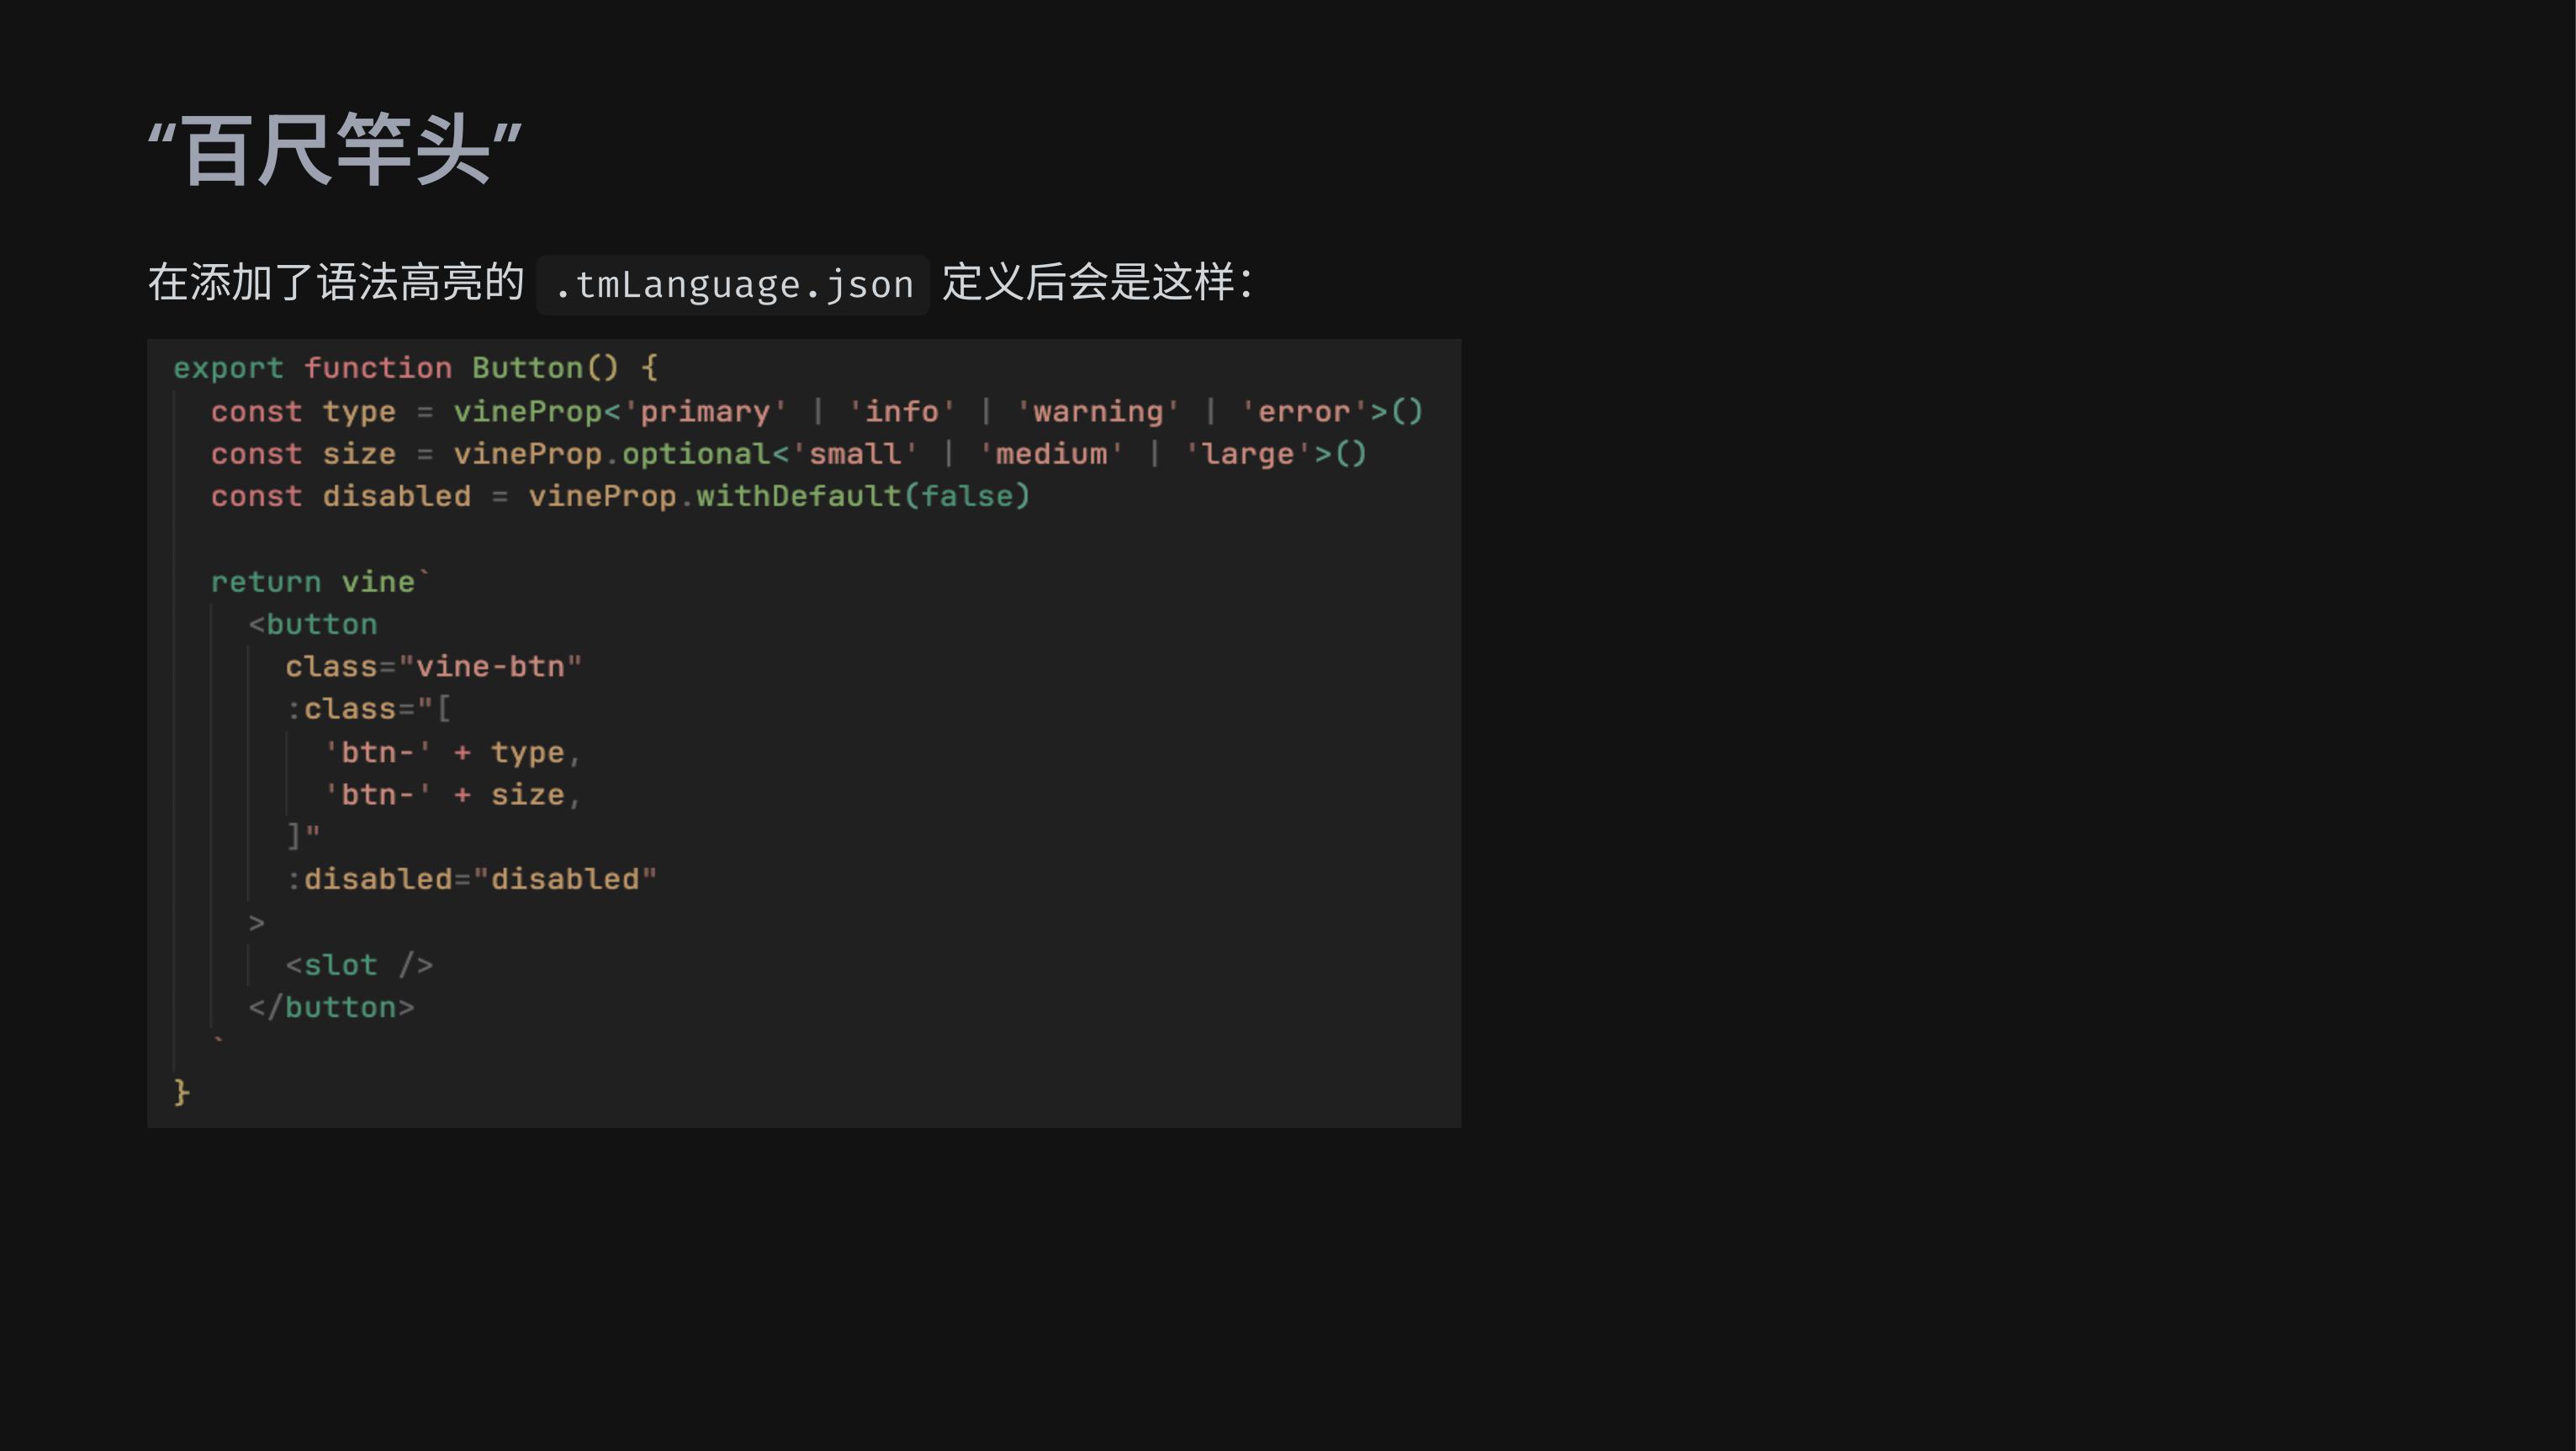 “百尺竿头”
在添加了语法高亮的 .tmLanguage.json 定义后会是这样：
export function Button() {
  const type = vineProp<'primary' | 'info' | 'warning' | 'error'>()
  const size = vineProp.optional<'small' | 'medium' | 'large'>()
  const disabled = vineProp.withDefault(false)

  return vine`
    <button
      class="vine-btn"
      :class="[
        'btn-' + type,
        'btn-' + size,
      ]"
      :disabled="disabled"
    >
      <slot />
    </button>
  `
}